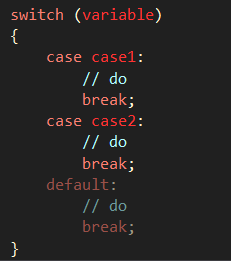 switch (variable)
{
    case case1:
        // do
        break;
    case case2:
        // do
        break;
    default:
        // do
        break;
}